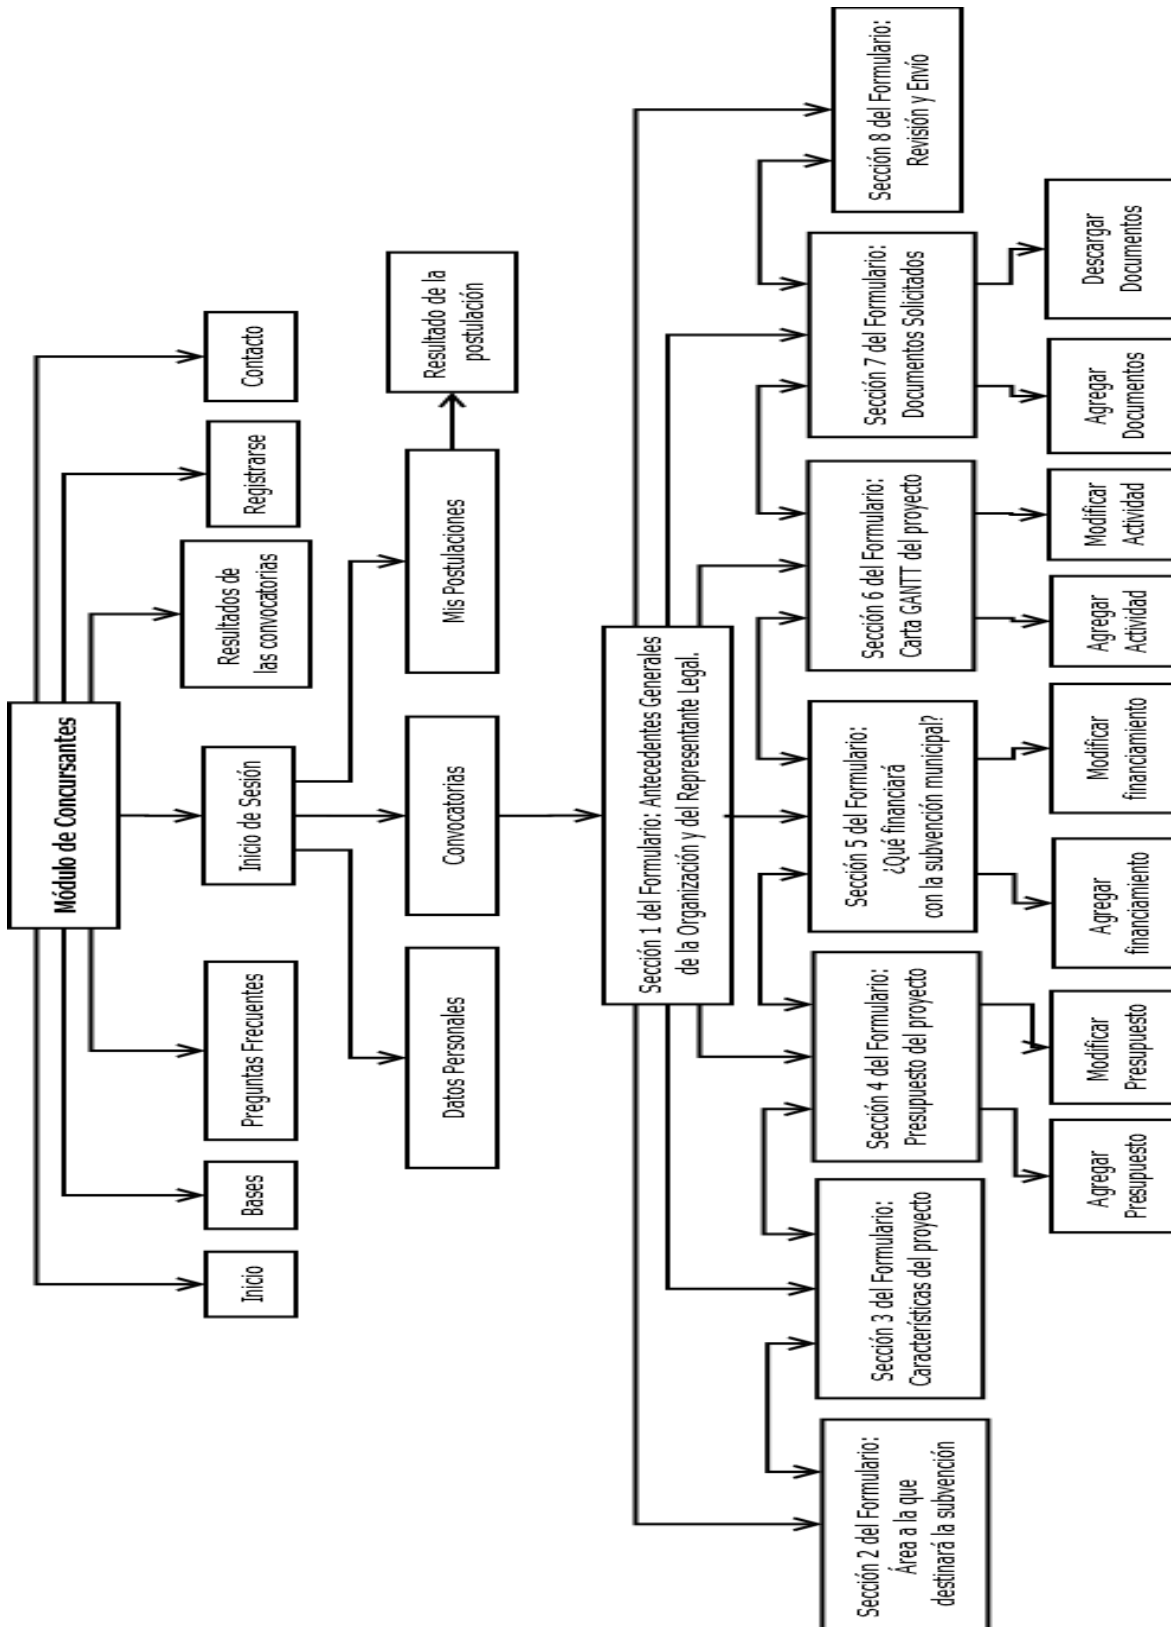 Módulo de Concursantes
Inicio
Bases
Preguntas Frecuentes
Inicio de Sesión
Resultados de
las convocatorias
Registrarse
Contacto
Datos Personales
Convocatorias
Mis Postulaciones
Resultado de la
postulación
Sección 1 del Formulario: Antecedentes Generales
de la Organización y del Representante Legal.
Sección 2 del Formulario:
Área a la que
destinará la subvención
Sección 3 del Formulario:
Características del proyecto
Sección 4 del Formulario:
Presupuesto del proyecto
Sección 5 del Formulario:
¿Qué financiará
con la subvención municipal?
Sección 6 del Formulario:
Carta GANTT del proyecto
Sección 7 del Formulario:
Documentos Solicitados
Sección 8 del Formulario:
Revisión y Envío
Agregar
Presupuesto
Modificar
Presupuesto
Agregar
financiamiento
Modificar
financiamiento
Agregar
Actividad
Modificar
Actividad
Agregar
Documentos
Descargar
Documentos